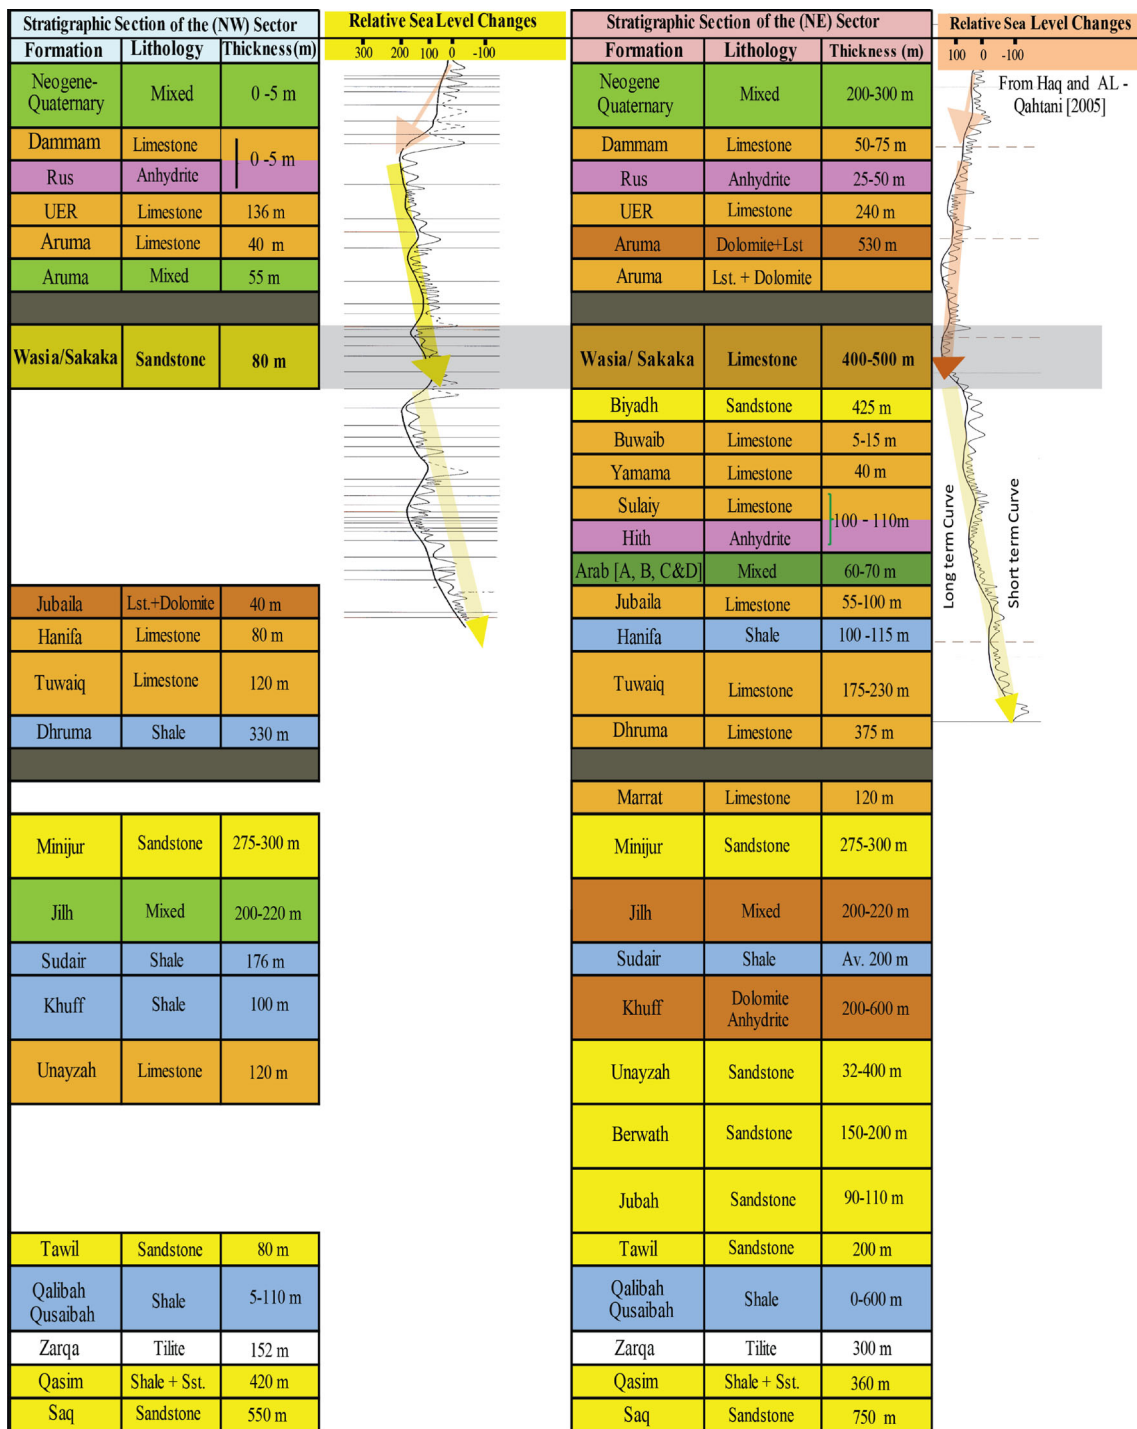 Stratigraphic Section of the (NW) Sector
Formation Lithology Thickness(m)
Neogene-
Quaternary Mixed 0 -5 m
Dammam Limestone
0 -5 m
Rus Anhydrite
UER Limestone 136 m
Aruma Limestone 40 m
Aruma Mixed 55 m
Wasia/Sakaka Sandstone 80 m
Jubaila Lst.+Dolomite 40 m
Hanifa Limestone 80 m
Tuwaiq Limestone 120 m
Dhruma Shale 330 m
Minijur Sandstone 275-300 m
Jilh Mixed 200-220 m
Sudair Shale 176 m
Khuff Shale 100 m
Unayzah Limestone 120 m
Tawil Sandstone 80 m
Qalibah
Qusaibah Shale 5-110 m
Zarqa Tilite 152 m
Qasim Shale + Sst. 420 m
Saq Sandstone 550 m
Relative Sea Level Changes
300 200 100 0 -100
Stratigraphic Section of the (NE) Sector
Formation Lithology Thickness (m)
Neogene
Quaternary Mixed 200-300 m
Dammam Limestone 50-75 m
Rus Anhydrite 25-50 m
UER Limestone 240 m
Aruma Dolomite+Lst 530 m
Aruma Lst. + Dolomite
Wasia/ Sakaka Limestone 400-500 m
Biyadh Sandstone 425 m
Buwaib Limestone 5-15 m
Yamama Limestone 40 m
Sulaiy Limestone
100 - 110m
Hith Anhydrite
Arab [A, B, C&D] Mixed 60-70 m
Jubaila Limestone 55-100 m
Hanifa Shale 100 -115 m
Tuwaiq Limestone 175-230 m
Dhruma Limestone 375 m
Marrat Limestone 120 m
Minijur Sandstone 275-300 m
Jilh Mixed 200-220 m
Sudair Shale Av. 200 m
Khuff Dolomite
Anhydrite 200-600 m
Unayzah Sandstone 32-400 m
Berwath Sandstone 150-200 m
Jubah Sandstone 90-110 m
Tawil Sandstone 200 m
Qalibah
Qusaibah Shale 0-600 m
Zarqa Tilite 300 m
Qasim Shale + Sst. 360 m
Saq Sandstone 750 m
Relative Sea Level Changes
100 0 -100
From Haq and AL -
Qahtani [2005]
Long term Curve
Short term Curve